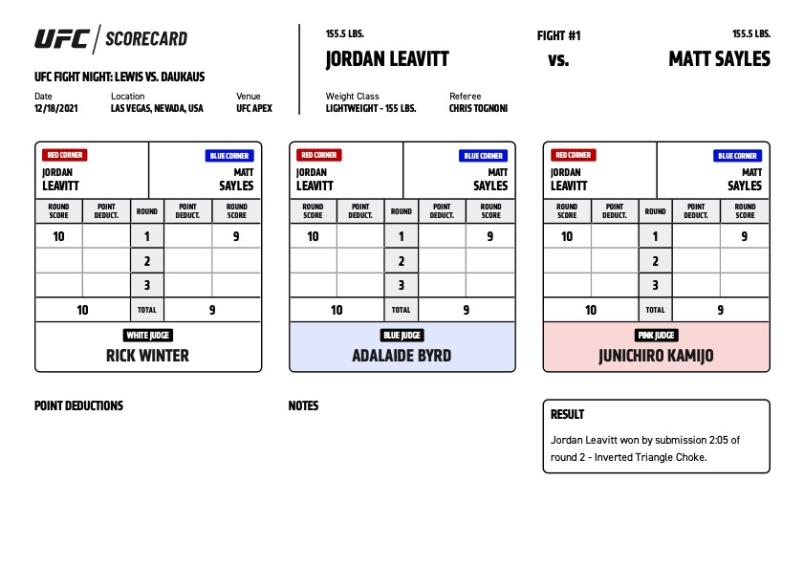 UFC SCORECARD
UFC FIGHT NIGHT: LEWIS VS. DAUKAUS
Date Location Venue
12/18/2021 LAS VEGAS, NEVADA, USA UFC APEX
155.5 LBS. FIGHT #1 155.5 LBS.
JORDAN LEAVITT vs. MATT SAYLES
Weight Class Referee
LIGHTWEIGHT - 155 LBS. CHRIS TOGNONI
RED CORNER BLUE CORNER
JORDAN MATT
LEAVITT SAYLES
ROUND POINT ROUND POINT ROUND
SCORE DEDUCT. DEDUCT. SCORE
10 1 9
2
3
10 TOTAL 9
WHITE JUDGE
RICK WINTER
RED CORNER BLUE CORNER
JORDAN MATT
LEAVITT SAYLES
ROUND POINT ROUND POINT ROUND
SCORE DEDUCT. DEDUCT. SCORE
10 1 9
2
3
10 TOTAL 9
BLUE JUDGE
ADALAIDE BYRD
RED CORNER BLUE CORNER
JORDAN MATT
LEAVITT SAYLES
ROUND POINT ROUND POINT ROUND
SCORE DEDUCT. DEDUCT. SCORE
10 1 9
2
3
10 TOTAL 9
PINK JUDGE
JUNICHIRO KAMIJO
POINT DEDUCTIONS
NOTES
RESULT
Jordan Leavitt won by submission 2:05 of
round 2 - Inverted Triangle Choke.